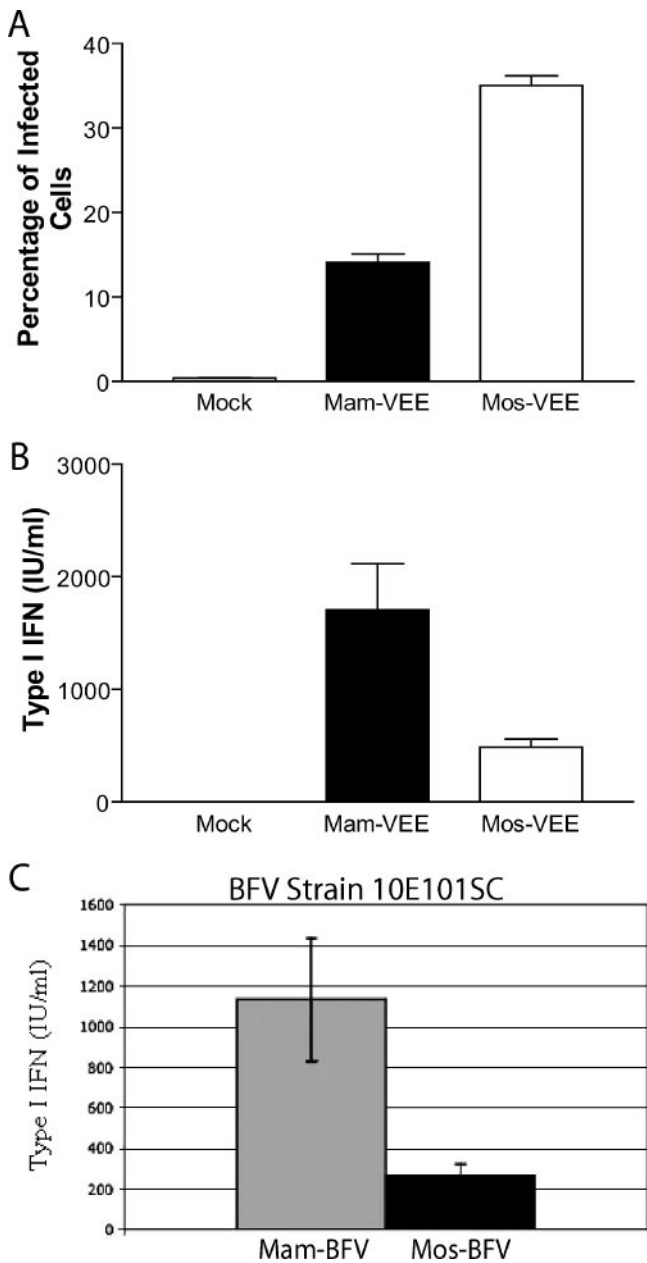 A
Percentage of Infected
Cells
40
30
20
10
0
Mock Mam-VEE Mos-VEE
B
Type I IFN (IU/ml)
3000
2000
1000
0
Mock Mam-VEE Mos-VEE
C
BFV Strain 10E101SC
Type I IFN (IU/ml)
1600
1400
1200
1000
800
600
400
200
0
Mam-BFV Mos-BFV